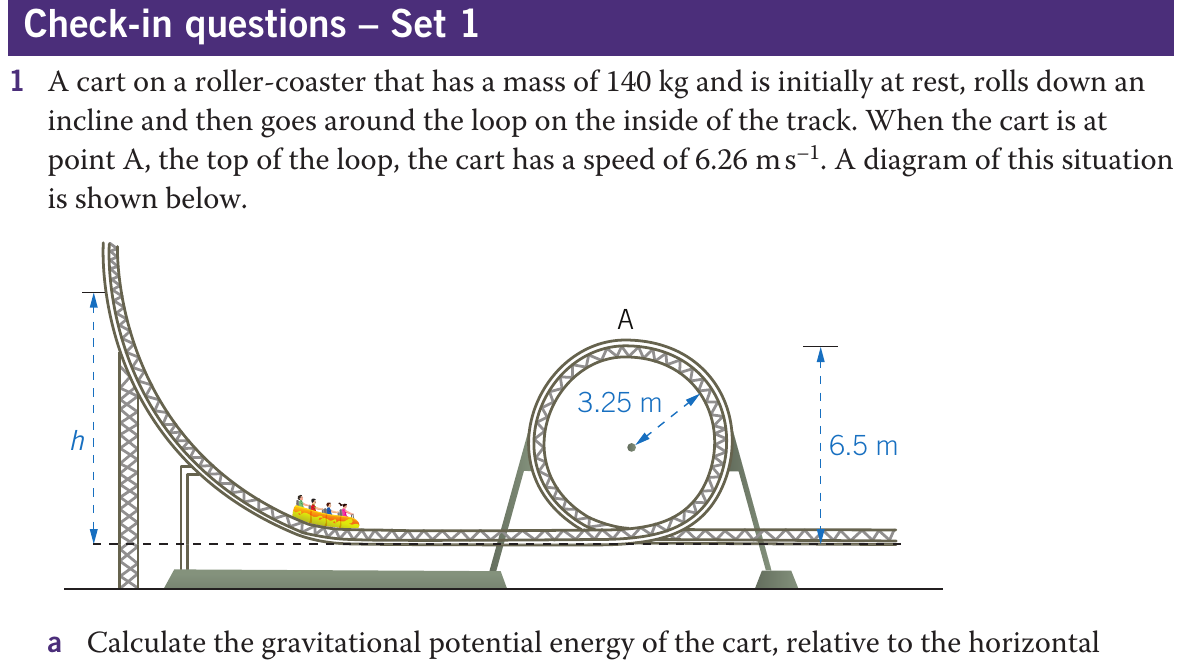 Check-in questions – Set 1
1 A cart on a roller-coaster that has a mass of 140 kg and is initially at rest, rolls down an
incline and then goes around the loop on the inside of the track. When the cart is at
point A, the top of the loop, the cart has a speed of 6.26 m s⁻¹. A diagram of this situation
is shown below.
A
3.25 m
h
6.5 m
a Calculate the gravitational potential energy of the cart, relative to the horizontal